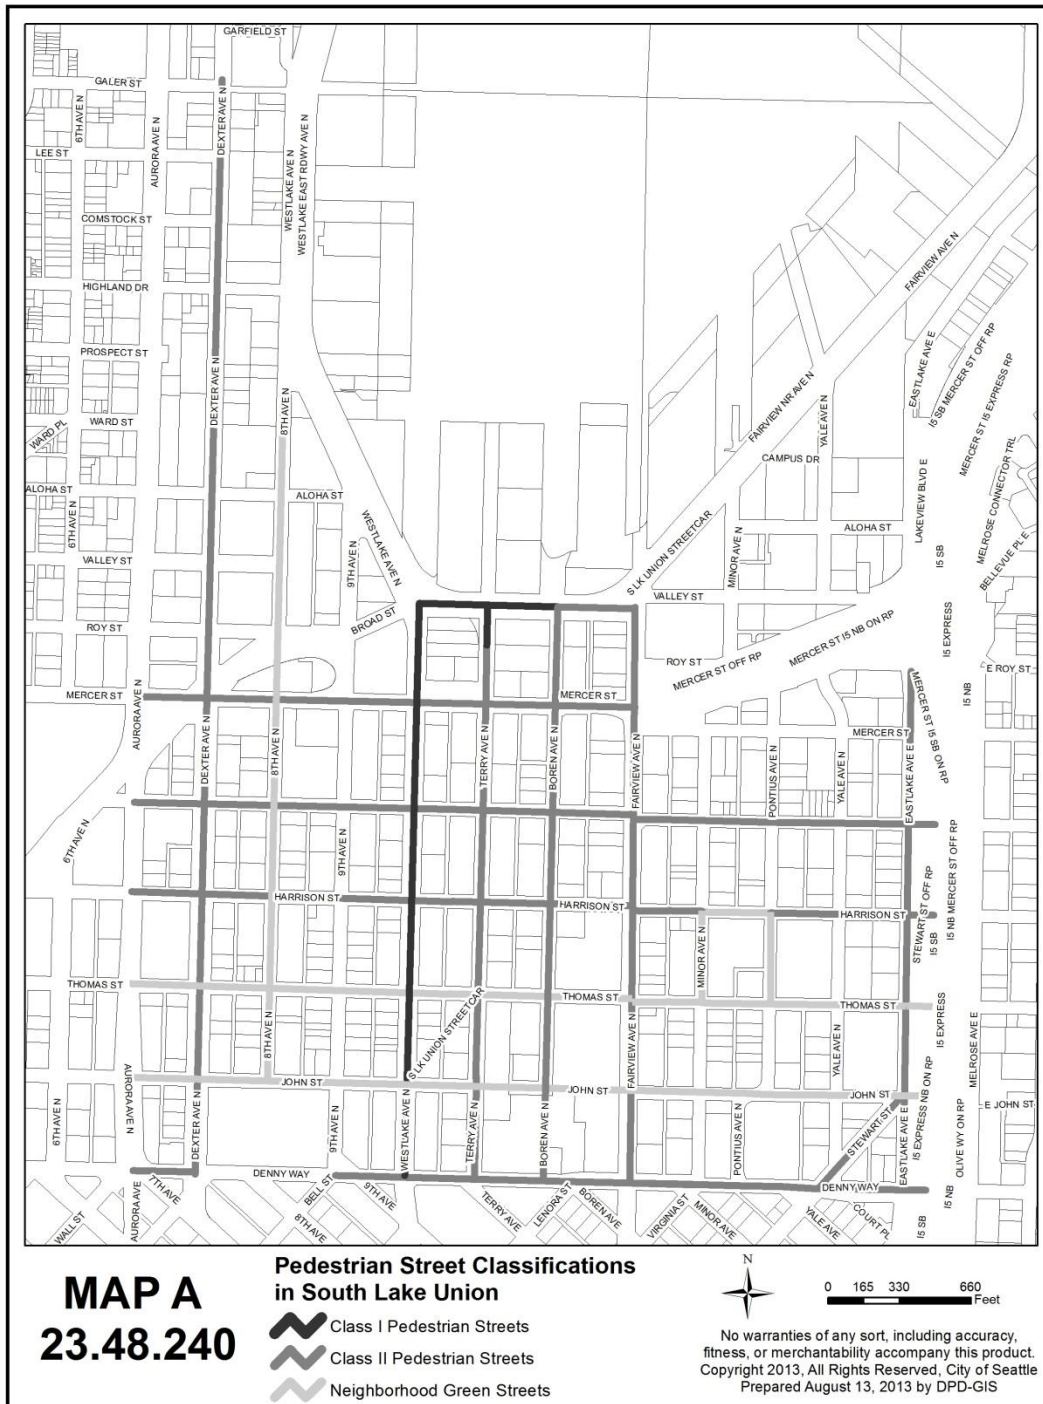 GARFIELD ST
GALER ST
6TH AVE N
AURORA AVE N
DEXTER AVE N
WESTLAKE AVE N
WESTLAKE EAST RDWY AVE N
LEE ST
COMSTOCK ST
HIGHLAND DR
FAIRVIEW AVE N
PROSPECT ST
DEXTER AVE N
8TH AVE N
FAIRVIEW NR AVE N
YALE AVE N
EASTLAKE AVE E
I5 SB MERCER ST OFF RP
MERCER ST I5 EXPRESS RP
WARD ST
WARD PL
CAMPUS DR
MELROSE CONNECTOR TRL
ALOHA ST
ALOHA ST
6TH AVE N
WESTLAKE AVE N
S LK UNION STREETCAR
LAKEVIEW BLVD E
ALOHA ST
VALLEY ST
9TH AVE N
MINOR AVE N
I5 SB
BELLEVUE PL E
BROAD ST
VALLEY ST
ROY ST
ROY ST
MERCER ST OFF RP
MERCER ST I5 NB ON RP
I5 EXPRESS
E ROY ST
MERCER ST
AURORA AVE N
DEXTER AVE N
8TH AVE N
TERRY AVE N
BOREN AVE N
MERCER ST
FAIRVIEW AVE N
PONTIUS AVE N
YALE AVE N
MERCER ST
EASTLAKE AVE E
MERCER ST I5 SB ON RP
I5 NB
6TH AVE N
9TH AVE N
HARRISON ST
HARRISON ST
MINOR AVE N
HARRISON ST
STEWART ST OFF RP
I5 SB
I5 NB MERCER ST OFF RP
THOMAS ST
8TH AVE N
S LK UNION STREETCAR
THOMAS ST
FAIRVIEW AVE N
THOMAS ST
YALE AVE N
I5 EXPRESS
MELROSE AVE E
JOHN ST
JOHN ST
JOHN ST
E JOHN ST
6TH AVE N
AURORA AVE N
DEXTER AVE N
9TH AVE N
WESTLAKE AVE N
TERRY AVE N
BOREN AVE N
PONTIUS AVE N
STEWART ST
EASTLAKE AVE E
I5 EXPRESS NB ON RP
OLIVE WY ON RP
DENNY WAY
DENNY WAY
WALL ST
AURORA AVE
7TH AVE
BELL ST
8TH AVE
9TH AVE
TERRY AVE
LENORA ST
BOREN AVE
VIRGINIA ST
MINOR AVE
YALE AVE
COURT PL
I5 SB
I5 NB
MAP A
23.48.240
Pedestrian Street Classifications
in South Lake Union
Class I Pedestrian Streets
Class II Pedestrian Streets
Neighborhood Green Streets
N
0 165 330 660
Feet
No warranties of any sort, including accuracy,
fitness, or merchantability accompany this product.
Copyright 2013, All Rights Reserved, City of Seattle
Prepared August 13, 2013 by DPD-GIS